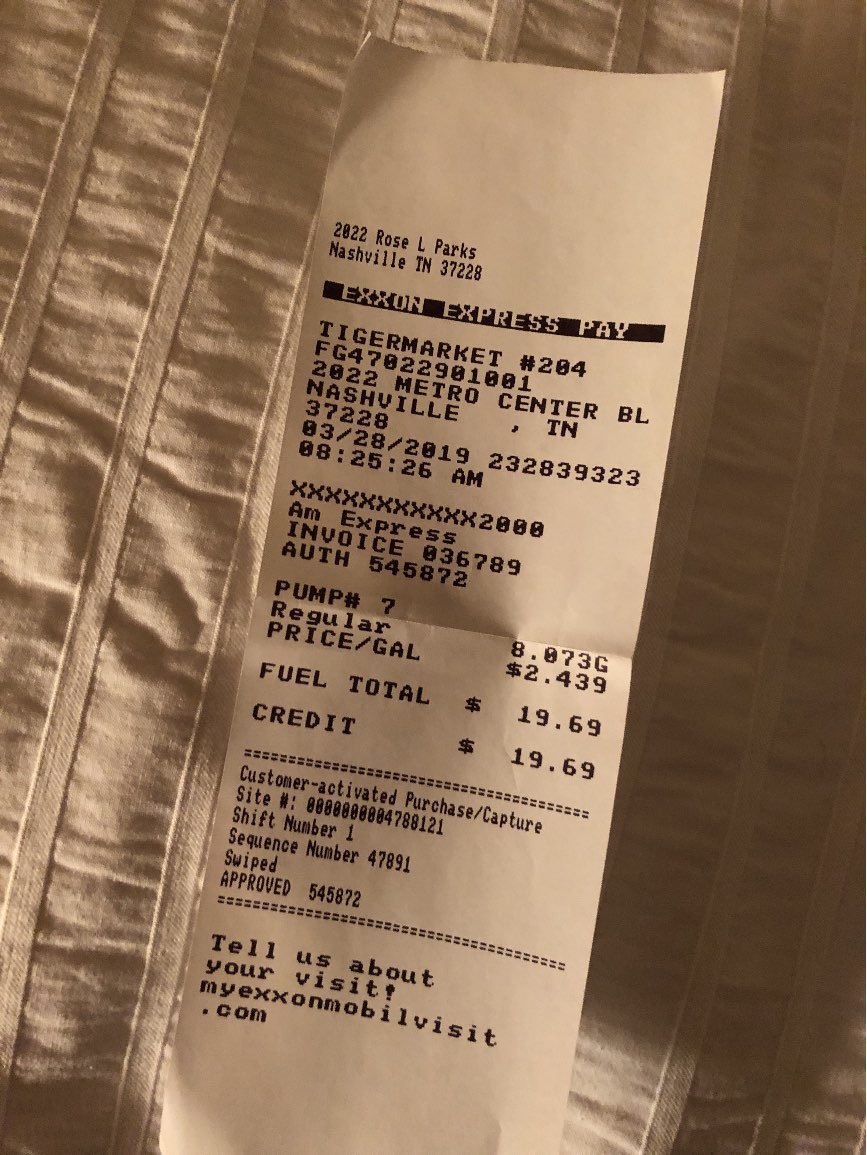 2022 Rose L Parks
Nashville TN 37228
EXXON EXPRESS PAY
TIGERMARKET #204
FG47022901001
2022 METRO CENTER BL
NASHVILLE , TN
37228
03/28/2019 232839323
08:25:26 AM
XXXXXXXXXXX2000
Am Express
INVOICE 036789
AUTH 545872
PUMP# 7
Regular 8.073G
PRICE/GAL $2.439
FUEL TOTAL $ 19.69
CREDIT $ 19.69
====================================
Customer-activated Purchase/Capture
Site #: 0000000004788121
Shift Number 1
Sequence Number 47891
Swiped
APPROVED 545872
====================================
Tell us about
your visit!
myexxonmobilvisit
.com